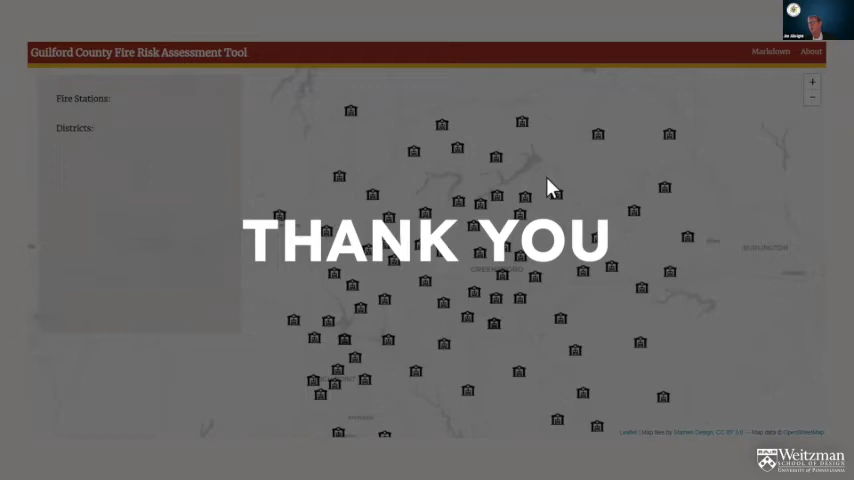 Guilford County Fire Risk Assessment Tool
Markdown About
Fire Stations:
Districts:
+
−
THANK YOU
BURLINGTON
Leaflet | Map tiles by Stamen Design, CC BY 3.0 — Map data © OpenStreetMap
Weitzman
SCHOOL OF DESIGN
UNIVERSITY OF PENNSYLVANIA